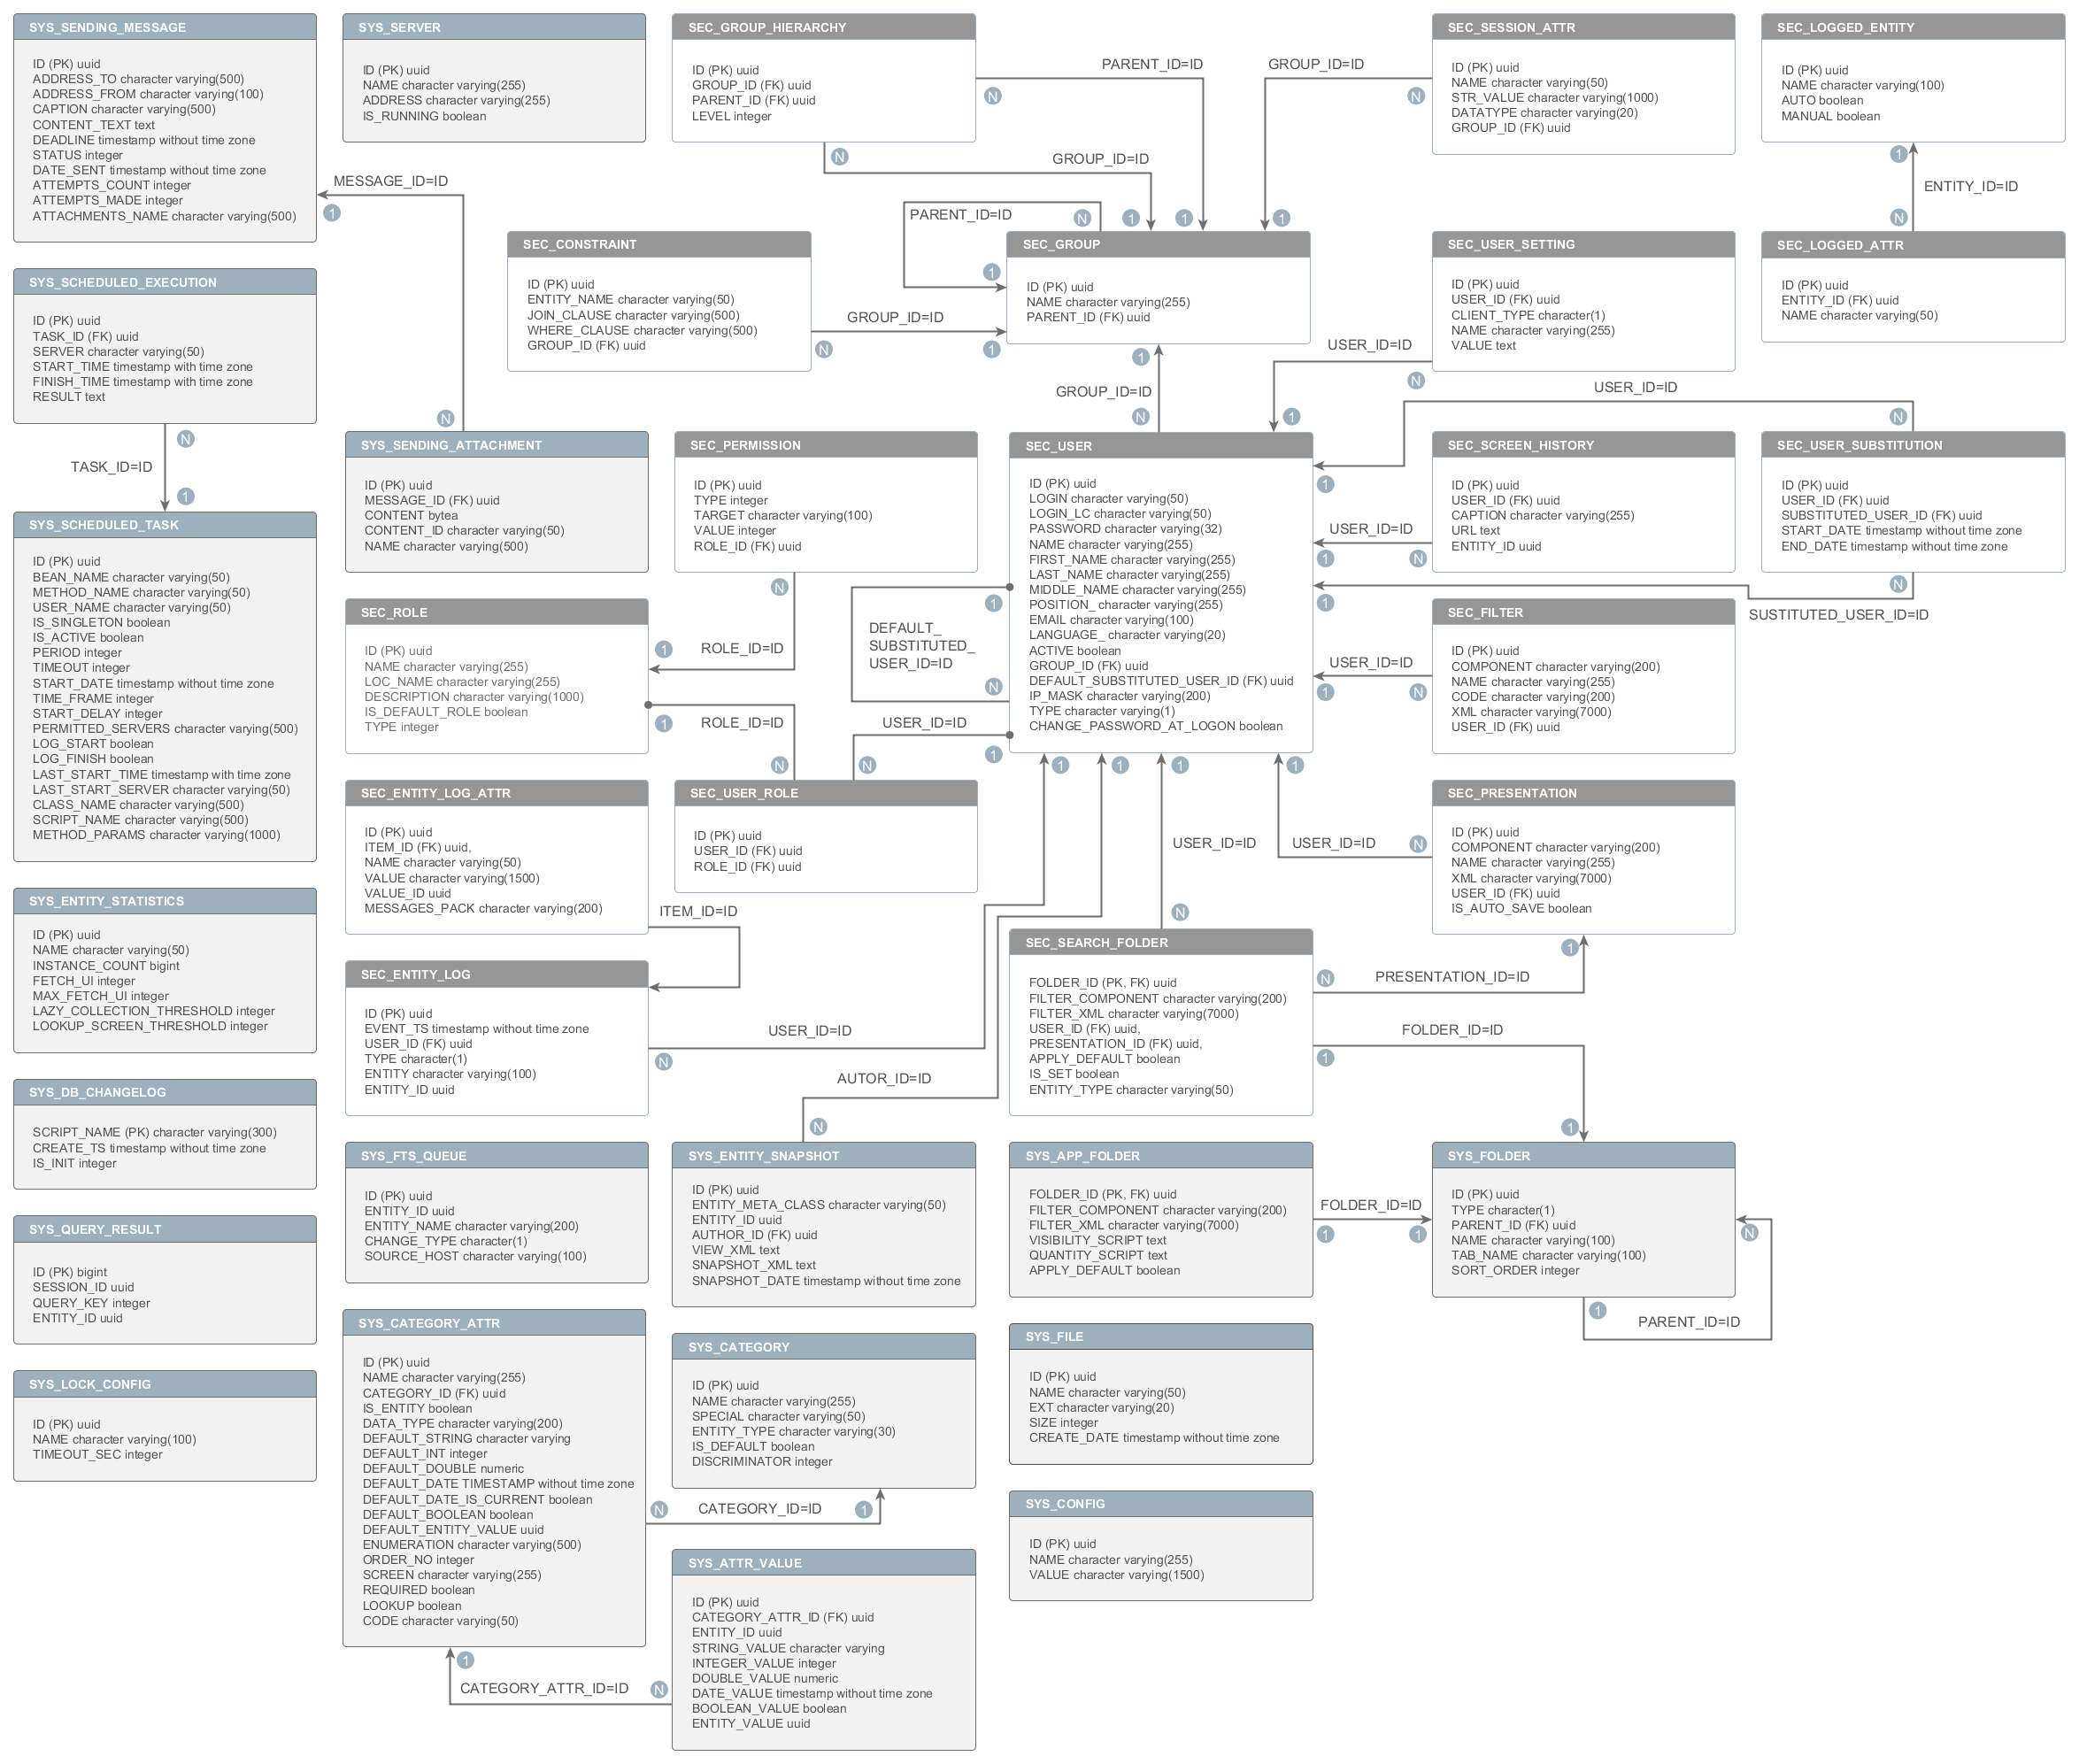 SYS_SENDING_MESSAGE
ID (PK) uuid
ADDRESS_TO character varying(500)
ADDRESS_FROM character varying(100)
CAPTION character varying(500)
CONTENT_TEXT text
DEADLINE timestamp without time zone
STATUS integer
DATE_SENT timestamp without time zone
ATTEMPTS_COUNT integer
ATTEMPTS_MADE integer
ATTACHMENTS_NAME character varying(500)
SYS_SERVER
ID (PK) uuid
NAME character varying(255)
ADDRESS character varying(255)
IS_RUNNING boolean
SEC_GROUP_HIERARCHY
ID (PK) uuid
GROUP_ID (FK) uuid
PARENT_ID (FK) uuid
LEVEL integer
PARENT_ID=ID
N
GROUP_ID=ID
N
SEC_SESSION_ATTR
ID (PK) uuid
NAME character varying(50)
STR_VALUE character varying(1000)
DATATYPE character varying(20)
GROUP_ID (FK) uuid
GROUP_ID=ID
N
SEC_LOGGED_ENTITY
ID (PK) uuid
NAME character varying(100)
AUTO boolean
MANUAL boolean
1
ENTITY_ID=ID
N
MESSAGE_ID=ID
1
N
PARENT_ID=ID
N
1
1
1
1
SEC_CONSTRAINT
ID (PK) uuid
ENTITY_NAME character varying(50)
JOIN_CLAUSE character varying(500)
WHERE_CLAUSE character varying(500)
GROUP_ID (FK) uuid
GROUP_ID=ID
N
1
SEC_GROUP
ID (PK) uuid
NAME character varying(255)
PARENT_ID (FK) uuid
1
GROUP_ID=ID
N
SEC_USER_SETTING
ID (PK) uuid
USER_ID (FK) uuid
CLIENT_TYPE character(1)
NAME character varying(255)
VALUE text
USER_ID=ID
N
1
SEC_LOGGED_ATTR
ID (PK) uuid
ENTITY_ID (FK) uuid
NAME character varying(50)
USER_ID=ID
N
1
SYS_SCHEDULED_EXECUTION
ID (PK) uuid
TASK_ID (FK) uuid
SERVER character varying(50)
START_TIME timestamp with time zone
FINISH_TIME timestamp with time zone
RESULT text
N
TASK_ID=ID
1
SYS_SENDING_ATTACHMENT
ID (PK) uuid
MESSAGE_ID (FK) uuid
CONTENT bytea
CONTENT_ID character varying(50)
NAME character varying(500)
SEC_PERMISSION
ID (PK) uuid
TYPE integer
TARGET character varying(100)
VALUE integer
ROLE_ID (FK) uuid
N
ROLE_ID=ID
1
SEC_USER
ID (PK) uuid
LOGIN character varying(50)
LOGIN_LC character varying(50)
PASSWORD character varying(32)
NAME character varying(255)
FIRST_NAME character varying(255)
LAST_NAME character varying(255)
MIDDLE_NAME character varying(255)
POSITION_ character varying(255)
EMAIL character varying(100)
LANGUAGE_ character varying(20)
ACTIVE boolean
GROUP_ID (FK) uuid
DEFAULT_SUBSTITUTED_USER_ID (FK) uuid
IP_MASK character varying(200)
TYPE character varying(1)
CHANGE_PASSWORD_AT_LOGON boolean
1
DEFAULT_
SUBSTITUTED_
USER_ID=ID
N
SEC_SCREEN_HISTORY
ID (PK) uuid
USER_ID (FK) uuid
CAPTION character varying(255)
URL text
ENTITY_ID uuid
USER_ID=ID
1
N
SEC_USER_SUBSTITUTION
ID (PK) uuid
USER_ID (FK) uuid
SUBSTITUTED_USER_ID (FK) uuid
START_DATE timestamp without time zone
END_DATE timestamp without time zone
N
1
SUSTITUTED_USER_ID=ID
SYS_SCHEDULED_TASK
ID (PK) uuid
BEAN_NAME character varying(50)
METHOD_NAME character varying(50)
USER_NAME character varying(50)
IS_SINGLETON boolean
IS_ACTIVE boolean
PERIOD integer
TIMEOUT integer
START_DATE timestamp without time zone
TIME_FRAME integer
START_DELAY integer
PERMITTED_SERVERS character varying(500)
LOG_START boolean
LOG_FINISH boolean
LAST_START_TIME timestamp with time zone
LAST_START_SERVER character varying(50)
CLASS_NAME character varying(500)
SCRIPT_NAME character varying(500)
METHOD_PARAMS character varying(1000)
SEC_ROLE
ID (PK) uuid
NAME character varying(255)
LOC_NAME character varying(255)
DESCRIPTION character varying(1000)
IS_DEFAULT_ROLE boolean
TYPE integer
1
ROLE_ID=ID
N
USER_ID=ID
N
1
SEC_FILTER
ID (PK) uuid
COMPONENT character varying(200)
NAME character varying(255)
CODE character varying(200)
XML character varying(7000)
USER_ID (FK) uuid
USER_ID=ID
1
N
1
1
1
1
SEC_ENTITY_LOG_ATTR
ID (PK) uuid
ITEM_ID (FK) uuid,
NAME character varying(50)
VALUE character varying(1500)
VALUE_ID uuid
MESSAGES_PACK character varying(200)
ITEM_ID=ID
SEC_USER_ROLE
ID (PK) uuid
USER_ID (FK) uuid
ROLE_ID (FK) uuid
USER_ID=ID
N
USER_ID=ID
N
SEC_PRESENTATION
ID (PK) uuid
COMPONENT character varying(200)
NAME character varying(255)
XML character varying(7000)
USER_ID (FK) uuid
IS_AUTO_SAVE boolean
1
SYS_ENTITY_STATISTICS
ID (PK) uuid
NAME character varying(50)
INSTANCE_COUNT bigint
FETCH_UI integer
MAX_FETCH_UI integer
LAZY_COLLECTION_THRESHOLD integer
LOOKUP_SCREEN_THRESHOLD integer
SEC_ENTITY_LOG
ID (PK) uuid
EVENT_TS timestamp without time zone
USER_ID (FK) uuid
TYPE character(1)
ENTITY character varying(100)
ENTITY_ID uuid
USER_ID=ID
N
AUTOR_ID=ID
N
SEC_SEARCH_FOLDER
FOLDER_ID (PK, FK) uuid
FILTER_COMPONENT character varying(200)
FILTER_XML character varying(7000)
USER_ID (FK) uuid,
PRESENTATION_ID (FK) uuid,
APPLY_DEFAULT boolean
IS_SET boolean
ENTITY_TYPE character varying(50)
N
PRESENTATION_ID=ID
FOLDER_ID=ID
1
1
SYS_DB_CHANGELOG
SCRIPT_NAME (PK) character varying(300)
CREATE_TS timestamp without time zone
IS_INIT integer
SYS_FTS_QUEUE
ID (PK) uuid
ENTITY_ID uuid
ENTITY_NAME character varying(200)
CHANGE_TYPE character(1)
SOURCE_HOST character varying(100)
SYS_ENTITY_SNAPSHOT
ID (PK) uuid
ENTITY_META_CLASS character varying(50)
ENTITY_ID uuid
AUTHOR_ID (FK) uuid
VIEW_XML text
SNAPSHOT_XML text
SNAPSHOT_DATE timestamp without time zone
SYS_APP_FOLDER
FOLDER_ID (PK, FK) uuid
FILTER_COMPONENT character varying(200)
FILTER_XML character varying(7000)
VISIBILITY_SCRIPT text
QUANTITY_SCRIPT text
APPLY_DEFAULT boolean
FOLDER_ID=ID
1
1
SYS_FOLDER
ID (PK) uuid
TYPE character(1)
PARENT_ID (FK) uuid
NAME character varying(100)
TAB_NAME character varying(100)
SORT_ORDER integer
N
1
PARENT_ID=ID
SYS_QUERY_RESULT
ID (PK) bigint
SESSION_ID uuid
QUERY_KEY integer
ENTITY_ID uuid
SYS_LOCK_CONFIG
ID (PK) uuid
NAME character varying(100)
TIMEOUT_SEC integer
SYS_CATEGORY_ATTR
ID (PK) uuid
NAME character varying(255)
CATEGORY_ID (FK) uuid
IS_ENTITY boolean
DATA_TYPE character varying(200)
DEFAULT_STRING character varying
DEFAULT_INT integer
DEFAULT_DOUBLE numeric
DEFAULT_DATE TIMESTAMP without time zone
DEFAULT_DATE_IS_CURRENT boolean
DEFAULT_BOOLEAN boolean
DEFAULT_ENTITY_VALUE uuid
ENUMERATION character varying(500)
ORDER_NO integer
SCREEN character varying(255)
REQUIRED boolean
LOOKUP boolean
CODE character varying(50)
SYS_CATEGORY
ID (PK) uuid
NAME character varying(255)
SPECIAL character varying(50)
ENTITY_TYPE character varying(30)
IS_DEFAULT boolean
DISCRIMINATOR integer
N
CATEGORY_ID=ID
1
SYS_FILE
ID (PK) uuid
NAME character varying(50)
EXT character varying(20)
SIZE integer
CREATE_DATE timestamp without time zone
SYS_CONFIG
ID (PK) uuid
NAME character varying(255)
VALUE character varying(1500)
SYS_ATTR_VALUE
ID (PK) uuid
CATEGORY_ATTR_ID (FK) uuid
ENTITY_ID uuid
STRING_VALUE character varying
INTEGER_VALUE integer
DOUBLE_VALUE numeric
DATE_VALUE timestamp without time zone
BOOLEAN_VALUE boolean
ENTITY_VALUE uuid
1
CATEGORY_ATTR_ID=ID
N